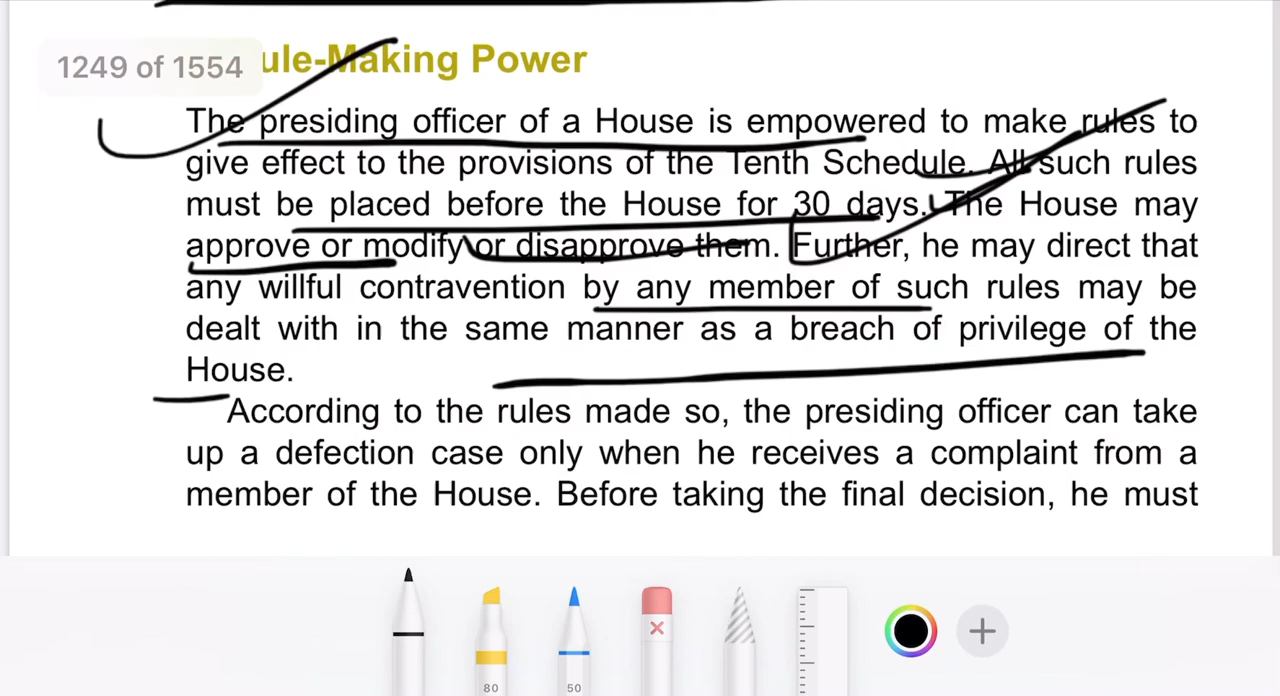 1249 of 1554
ule-Making Power
The presiding officer of a House is empowered to make rules to
give effect to the provisions of the Tenth Schedule. All such rules
must be placed before the House for 30 days. The House may
approve or modify or disapprove them. Further, he may direct that
any willful contravention by any member of such rules may be
dealt with in the same manner as a breach of privilege of the
House.
According to the rules made so, the presiding officer can take
up a defection case only when he receives a complaint from a
member of the House. Before taking the final decision, he must
80
50